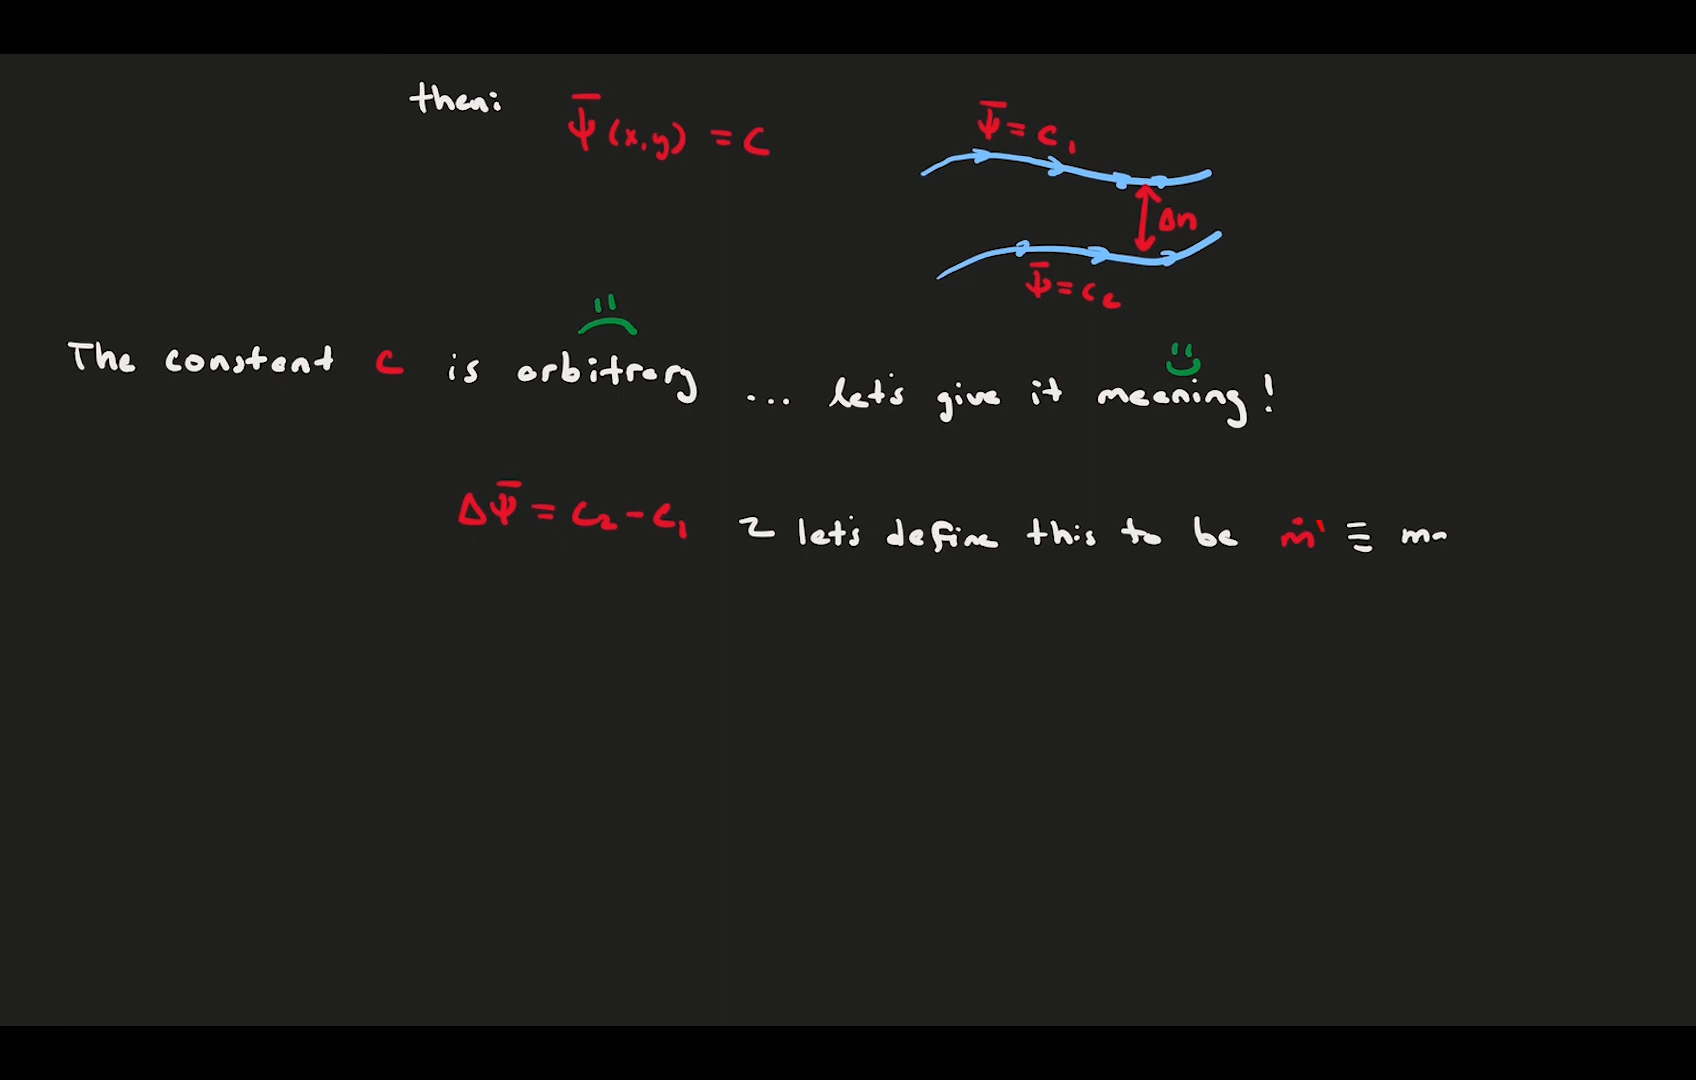 then: Ψ̄(x,y) = C
Ψ̄ = c₁
Δn
Ψ̄ = c₂
The constant c is arbitrary ... let's give it meaning!
ΔΨ̄ = c₂ - c₁ ~ let's define this to be ṁ' ≡ ma